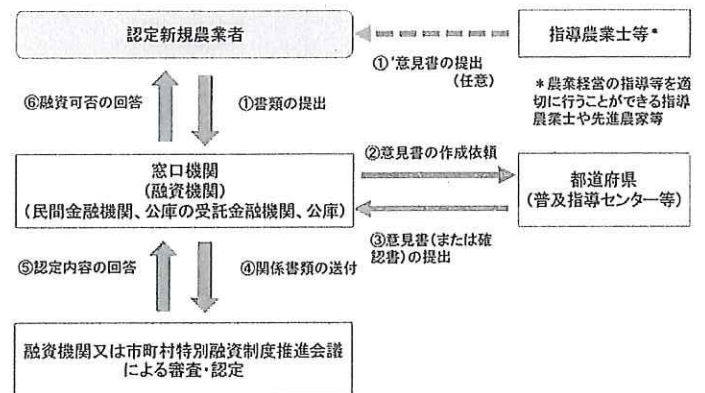 認定新規農業者
指導農業士等*
①'意見書の提出
(任意)
*農業経営の指導等を適
切に行うことができる指導
農業士や先進農家等
⑥融資可否の回答
①書類の提出
窓口機関
(融資機関)
(民間金融機関、公庫の受託金融機関、公庫)
②意見書の作成依頼
都道府県
(普及指導センター等)
③意見書(または確
認書)の提出
⑤認定内容の回答
④関係書類の送付
融資機関又は市町村特別融資制度推進会議
による審査・認定